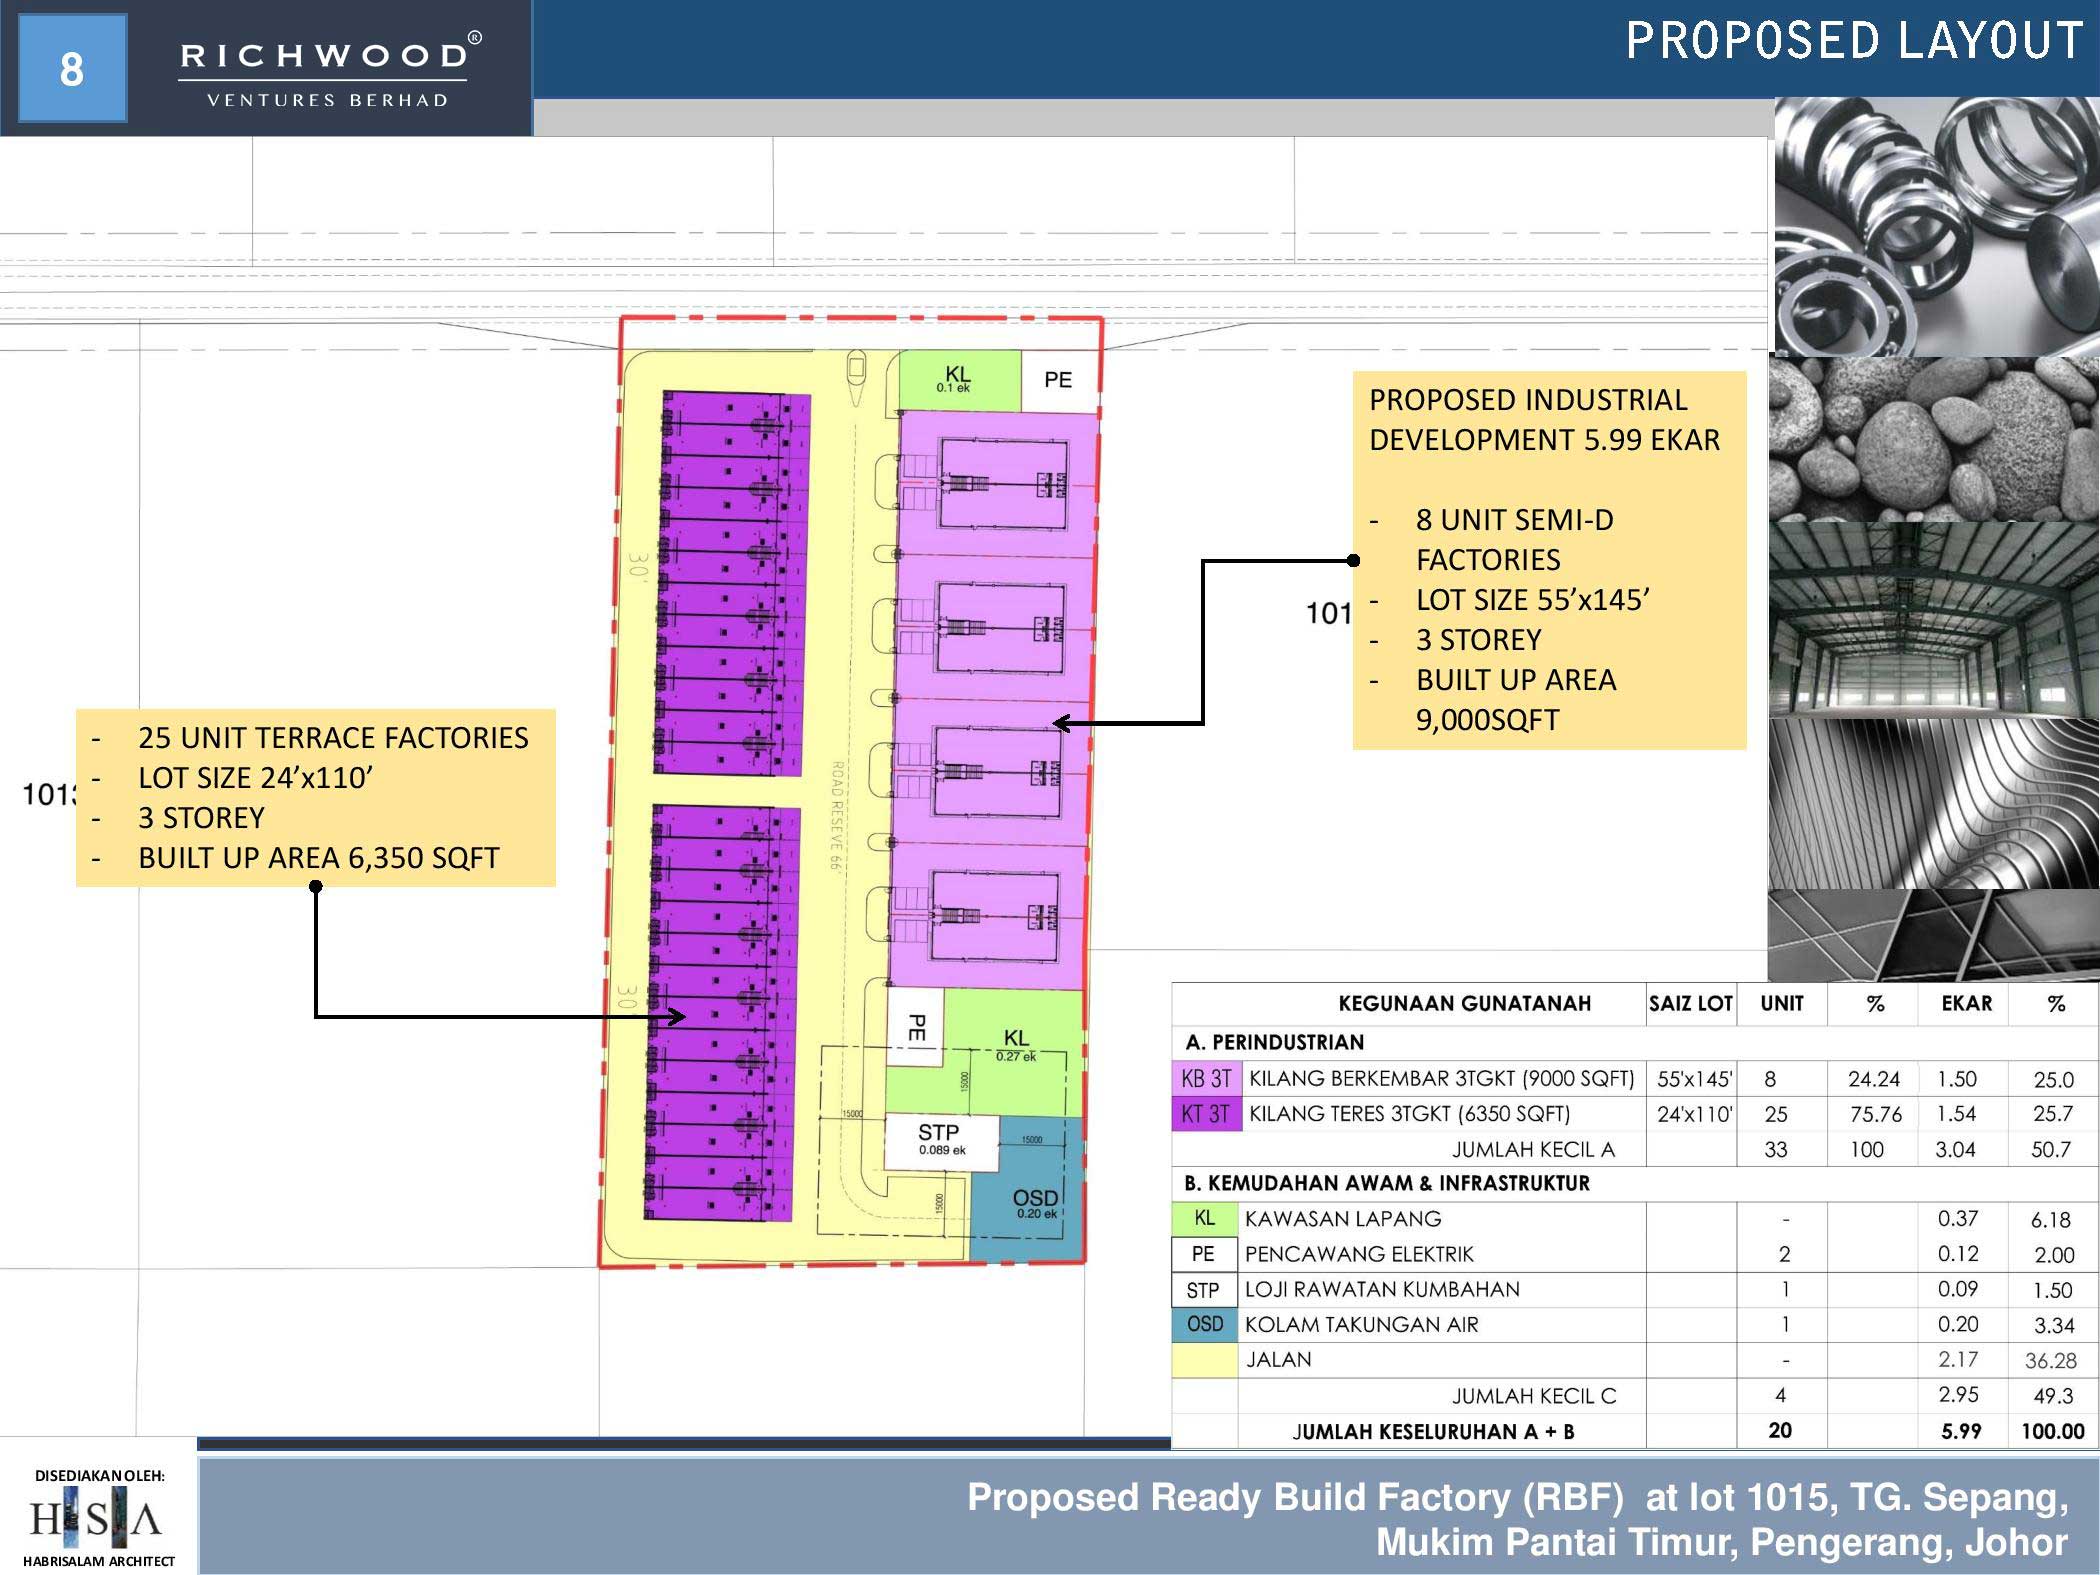 8
RICHWOOD®
VENTURES BERHAD
PROPOSED LAYOUT
KL
0.1 ek
PE
PROPOSED INDUSTRIAL
DEVELOPMENT 5.99 EKAR
- 8 UNIT SEMI-D
FACTORIES
- LOT SIZE 55’x145’
- 3 STOREY
- BUILT UP AREA
9,000SQFT
101
30'
- 25 UNIT TERRACE FACTORIES
- LOT SIZE 24’x110’
- 3 STOREY
- BUILT UP AREA 6,350 SQFT
101
ROAD RESEVE 66'
30'
PE
KL
0.27 ek
15000
15000
STP
0.089 ek
15000
15000
OSD
0.20 ek
KEGUNAAN GUNATANAH SAIZ LOT UNIT % EKAR %
A. PERINDUSTRIAN
KB 3T KILANG BERKEMBAR 3TGKT (9000 SQFT) 55'x145' 8 24.24 1.50 25.0
KT 3T KILANG TERES 3TGKT (6350 SQFT) 24'x110' 25 75.76 1.54 25.7
JUMLAH KECIL A 33 100 3.04 50.7
B. KEMUDAHAN AWAM & INFRASTRUKTUR
KL KAWASAN LAPANG - 0.37 6.18
PE PENCAWANG ELEKTRIK 2 0.12 2.00
STP LOJI RAWATAN KUMBAHAN 1 0.09 1.50
OSD KOLAM TAKUNGAN AIR 1 0.20 3.34
JALAN - 2.17 36.28
JUMLAH KECIL C 4 2.95 49.3
JUMLAH KESELURUHAN A + B 20 5.99 100.00
DISEDIAKAN OLEH:
HSA
HABRISALAM ARCHITECT
Proposed Ready Build Factory (RBF) at lot 1015, TG. Sepang,
Mukim Pantai Timur, Pengerang, Johor